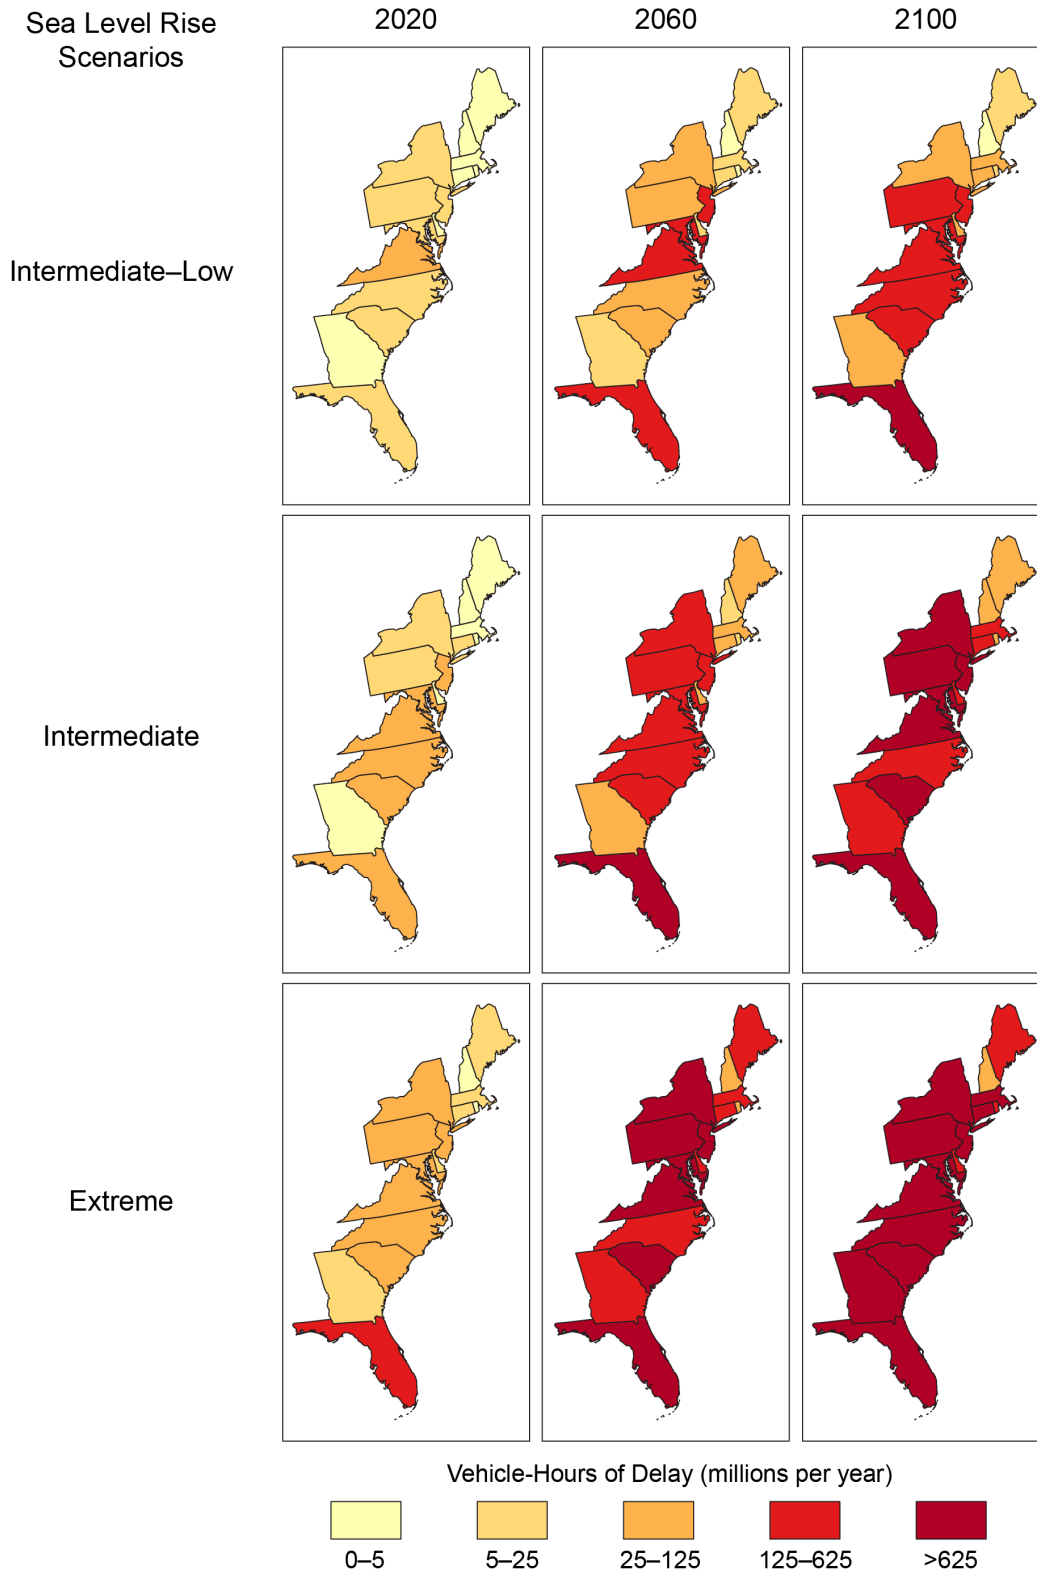 Sea Level Rise
Scenarios
2020
2060
2100
Intermediate–Low
Intermediate
Extreme
Vehicle-Hours of Delay (millions per year)
0–5
5–25
25–125
125–625
>625